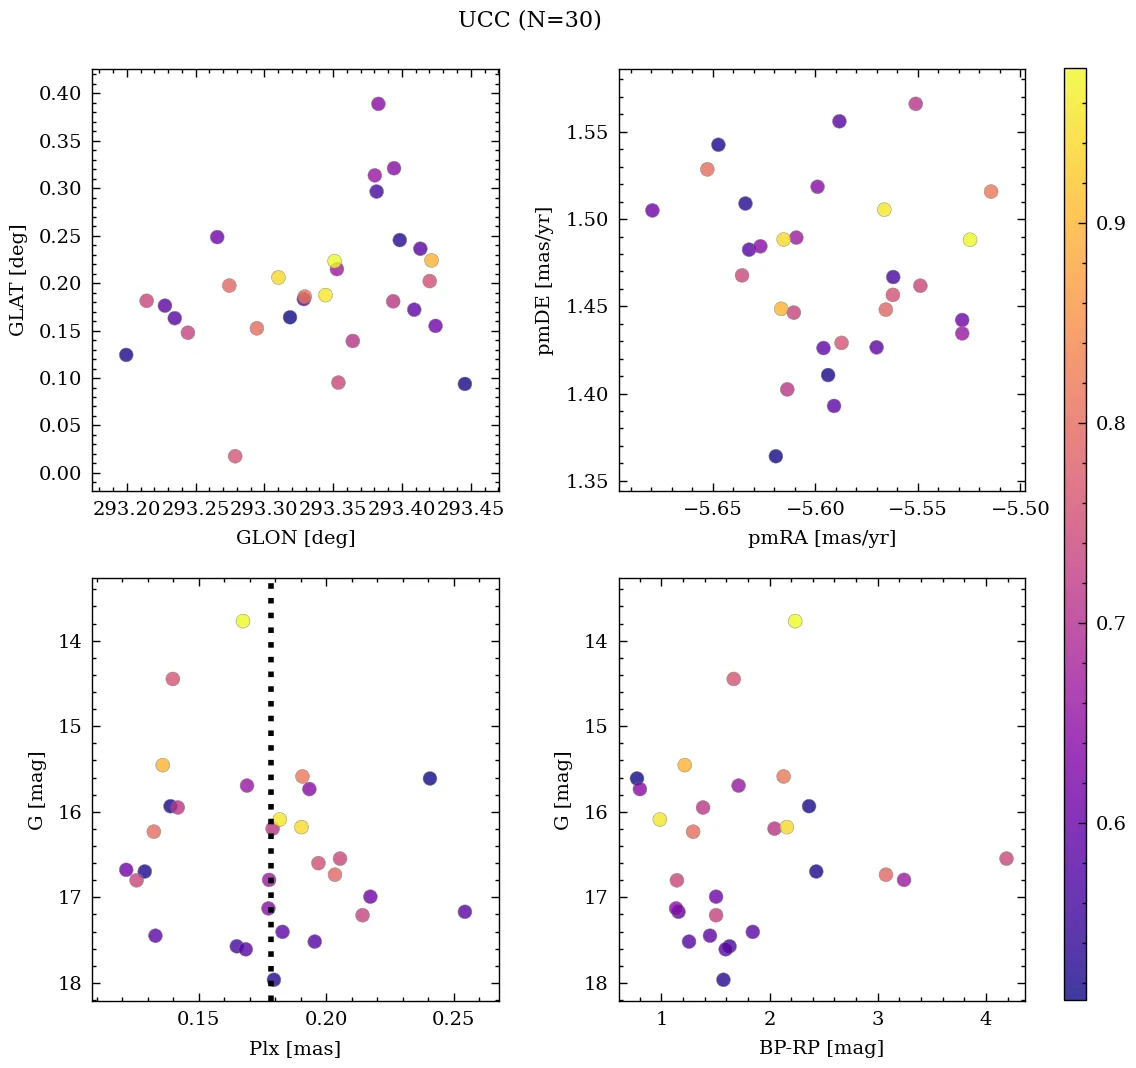 UCC (N=30)
0.40
0.35
0.30
0.25
0.20
0.15
0.10
0.05
0.00
GLAT [deg]
293.20 293.25 293.30 293.35 293.40 293.45
GLON [deg]
1.55
1.50
1.45
1.40
1.35
pmDE [mas/yr]
−5.65 −5.60 −5.55 −5.50
pmRA [mas/yr]
14
15
16
17
18
G [mag]
0.15 0.20 0.25
Plx [mas]
14
15
16
17
18
G [mag]
1 2 3 4
BP-RP [mag]
0.9
0.8
0.7
0.6